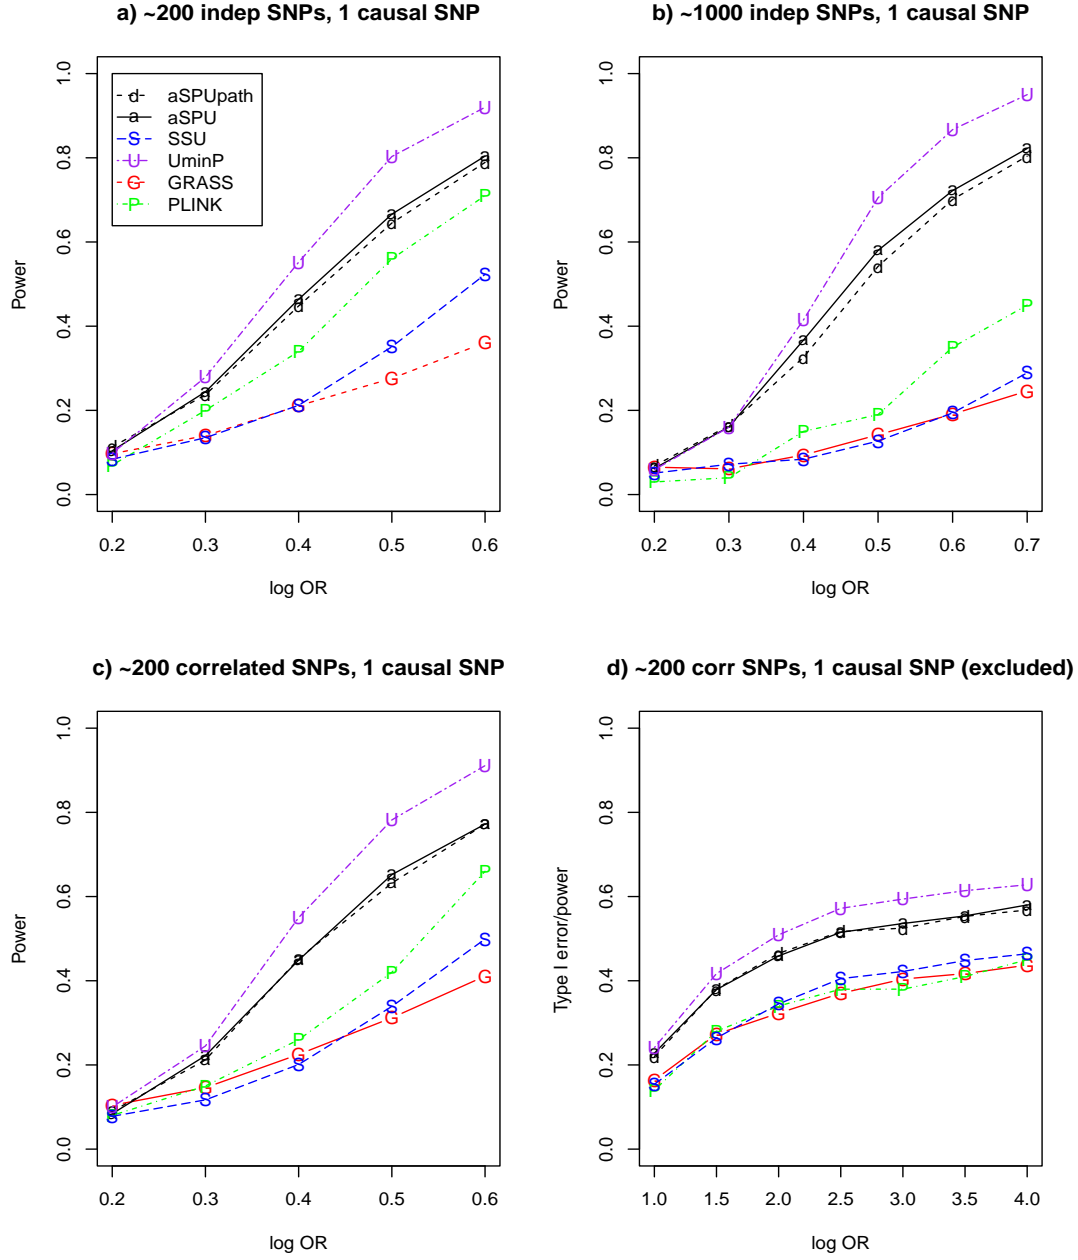 a) ~200 indep SNPs, 1 causal SNP
1.0
0.8
0.6
0.4
0.2
0.0
Power
d aSPUpath
a aSPU
S SSU
U UminP
G GRASS
P PLINK
0.2 0.3 0.4 0.5 0.6
log OR
b) ~1000 indep SNPs, 1 causal SNP
1.0
0.8
0.6
0.4
0.2
0.0
Power
0.2 0.3 0.4 0.5 0.6 0.7
log OR
c) ~200 correlated SNPs, 1 causal SNP
1.0
0.8
0.6
0.4
0.2
0.0
Power
0.2 0.3 0.4 0.5 0.6
log OR
d) ~200 corr SNPs, 1 causal SNP (excluded)
1.0
0.8
0.6
0.4
0.2
0.0
Type I error/power
1.0 1.5 2.0 2.5 3.0 3.5 4.0
log OR